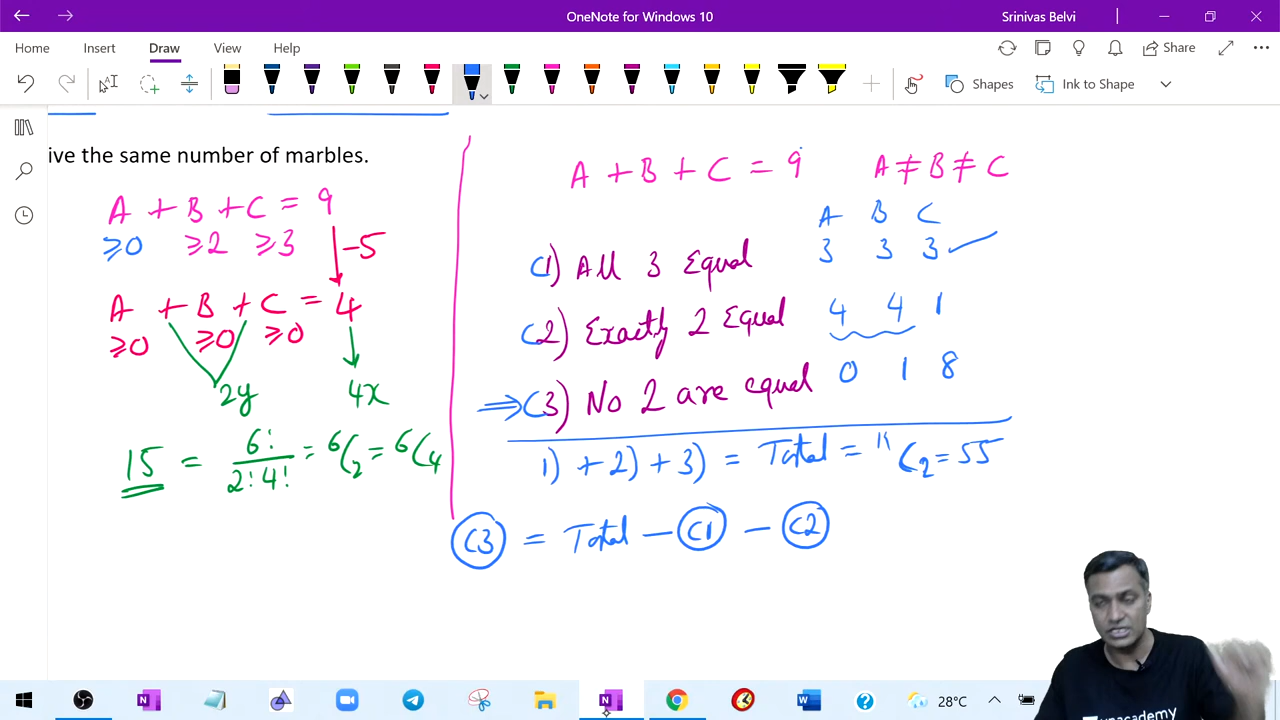 OneNote for Windows 10
Srinivas Belvi
Home Insert Draw View Help
Share
Shapes
Ink to Shape
ive the same number of marbles.
A + B + C = 9
≥0 ≥2 ≥3
-5
A + B + C = 4
≥0 ≥0 ≥0
2y 4x
15 = 6!/2!4! = ⁶C₂ = ⁶C₄
A + B + C = 9
A ≠ B ≠ C
A B C
3 3 3
C1) All 3 Equal
C2) Exactly 2 Equal
4 4 1
⇒ C3) No 2 are equal
0 1 8
1) + 2) + 3) = Total = ¹¹C₂ = 55
C3 = Total - C1 - C2
unacademy
28°C